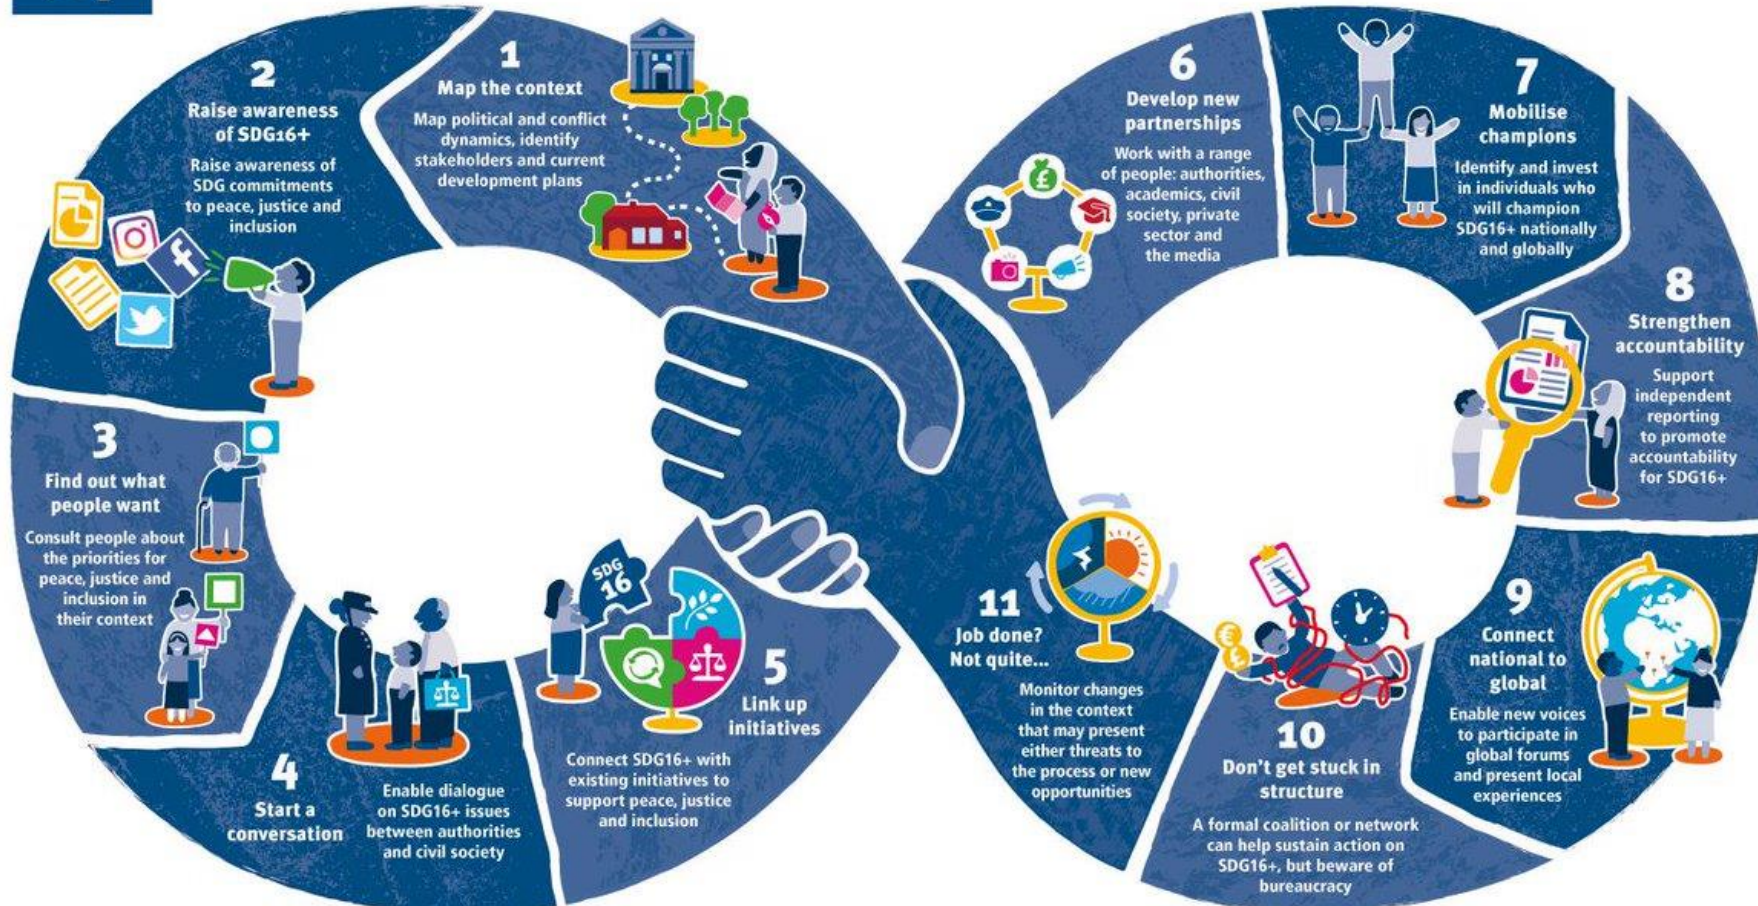 1
Map the context
Map political and conflict
dynamics, identify
stakeholders and current
development plans
2
Raise awareness
of SDG16+
Raise awareness of
SDG commitments
to peace, justice and
inclusion
3
Find out what
people want
Consult people about
the priorities for
peace, justice and
inclusion in
their context
4
Start a
conversation
Enable dialogue
on SDG16+ issues
between authorities
and civil society
SDG
16
5
Link up
initiatives
Connect SDG16+ with
existing initiatives to
support peace, justice
and inclusion
6
Develop new
partnerships
Work with a range
of people: authorities,
academics, civil
society, private
sector and
the media
£
7
Mobilise
champions
Identify and invest
in individuals who
will champion
SDG16+ nationally
and globally
8
Strengthen
accountability
Support
independent
reporting
to promote
accountability
for SDG16+
9
Connect
national to
global
Enable new voices
to participate in
global forums
and present local
experiences
€
£
10
Don't get stuck in
structure
A formal coalition or network
can help sustain action on
SDG16+, but beware of
bureaucracy
11
Job done?
Not quite...
Monitor changes
in the context
that may present
either threats to
the process or new
opportunities